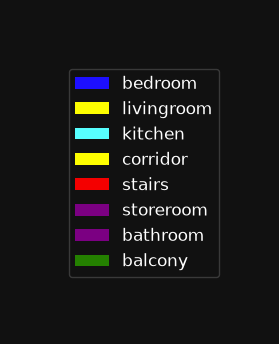 bedroom
livingroom
kitchen
corridor
stairs
storeroom
bathroom
balcony